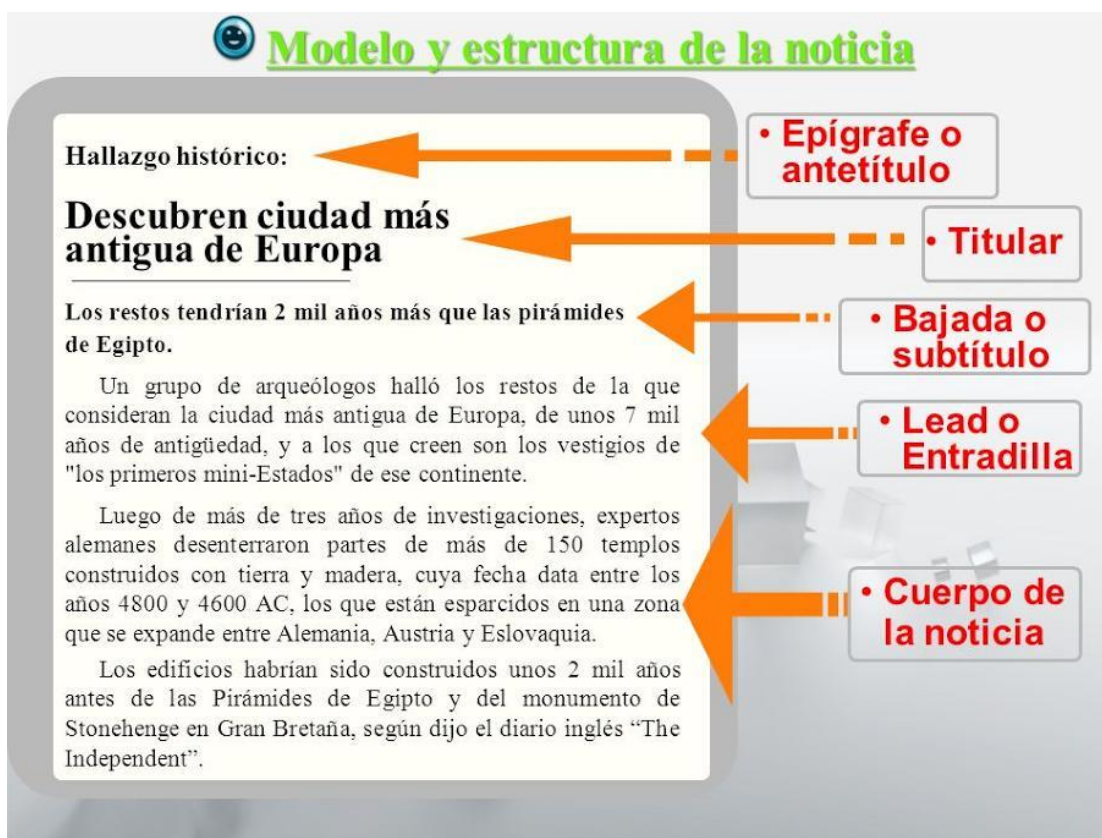 Modelo y estructura de la noticia
Hallazgo histórico:
Descubren ciudad más
antigua de Europa
Los restos tendrían 2 mil años más que las pirámides
de Egipto.
Un grupo de arqueólogos halló los restos de la que
consideran la ciudad más antigua de Europa, de unos 7 mil
años de antigüedad, y a los que creen son los vestigios de
"los primeros mini-Estados" de ese continente.
Luego de más de tres años de investigaciones, expertos
alemanes desenterraron partes de más de 150 templos
construidos con tierra y madera, cuya fecha data entre los
años 4800 y 4600 AC, los que están esparcidos en una zona
que se expande entre Alemania, Austria y Eslovaquia.
Los edificios habrían sido construidos unos 2 mil años
antes de las Pirámides de Egipto y del monumento de
Stonehenge en Gran Bretaña, según dijo el diario inglés “The
Independent”.
• Epígrafe o
antetítulo
• Titular
• Bajada o
subtítulo
• Lead o
Entradilla
• Cuerpo de
la noticia